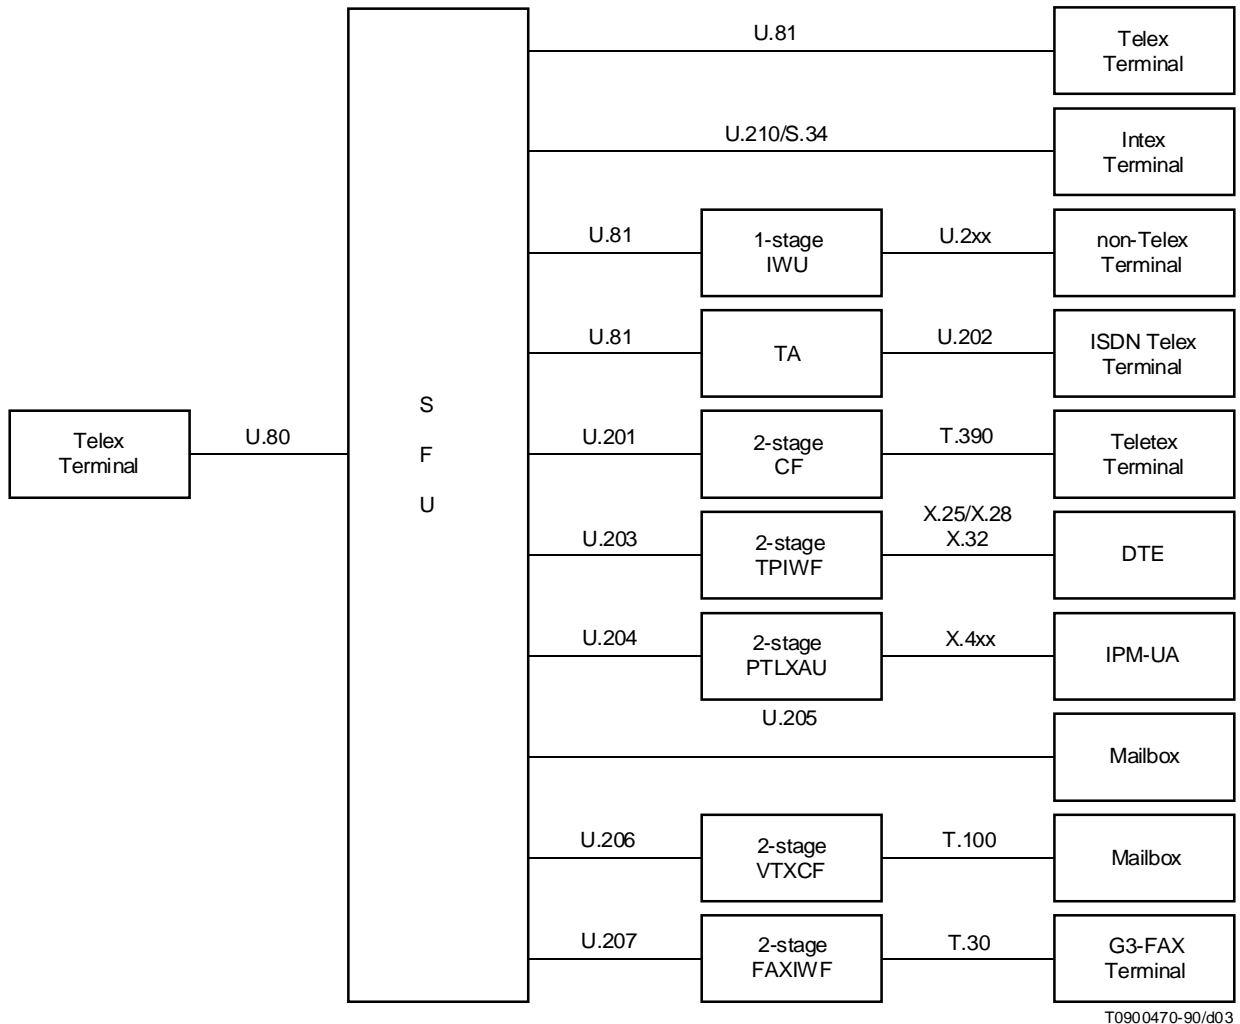 U.81
Telex
Terminal
U.210/S.34
Intex
Terminal
U.81
1-stage
IWU
U.2xx
non-Telex
Terminal
U.81
TA
U.202
ISDN Telex
Terminal
Telex
Terminal
U.80
S
F
U
U.201
2-stage
CF
T.390
Teletex
Terminal
U.203
2-stage
TPIWF
X.25/X.28
X.32
DTE
U.204
2-stage
PTLXAU
X.4xx
IPM-UA
U.205
Mailbox
U.206
2-stage
VTXCF
T.100
Mailbox
U.207
2-stage
FAXIWF
T.30
G3-FAX
Terminal
T0900470-90/d03